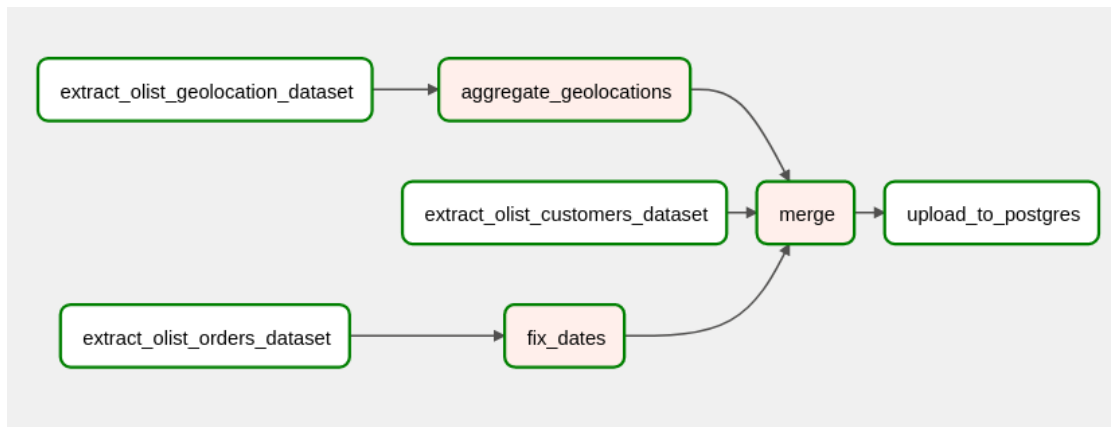 extract_olist_geolocation_dataset
aggregate_geolocations
extract_olist_customers_dataset
merge
upload_to_postgres
extract_olist_orders_dataset
fix_dates